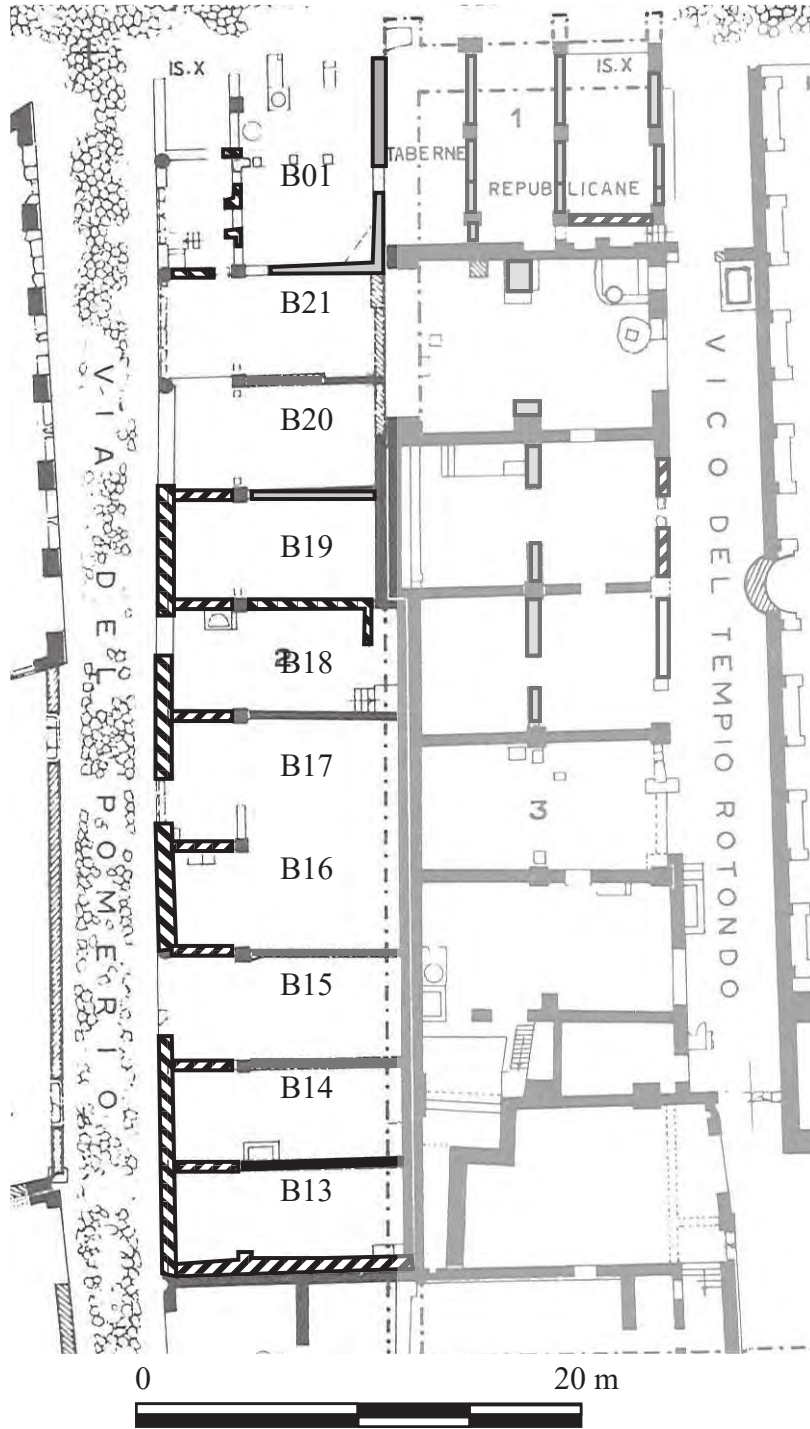 IS.X
IS.X
1
TABERNE
REPUBLICANE
B01
B21
B20
B19
2
B18
B17
B16
B15
B14
B13
3
VIA DEL POMERIO
VICO DEL TEMPIO ROTONDO
0 20 m